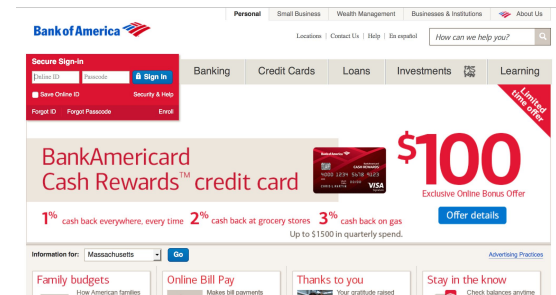 Personal Small Business Wealth Management Businesses & Institutions About Us
Bank of America
Locations Contact Us Help En español How can we help you?
Secure Sign-in
Online ID Passcode Sign In
Save Online ID Security & Help
Forgot ID Forgot Passcode Enroll
Banking Credit Cards Loans Investments Learning
Limited
time offer
BankAmericard
Cash Rewards™ credit card
VISA
$100
Exclusive Online Bonus Offer
Offer details
1% cash back everywhere, every time 2% cash back at grocery stores 3% cash back on gas
Up to $1500 in quarterly spend.
Information for: Massachusetts Go Advertising Practices
Family budgets Online Bill Pay Thanks to you Stay in the know
How American families Makes bill payments Your gratitude raised Check balances anytime